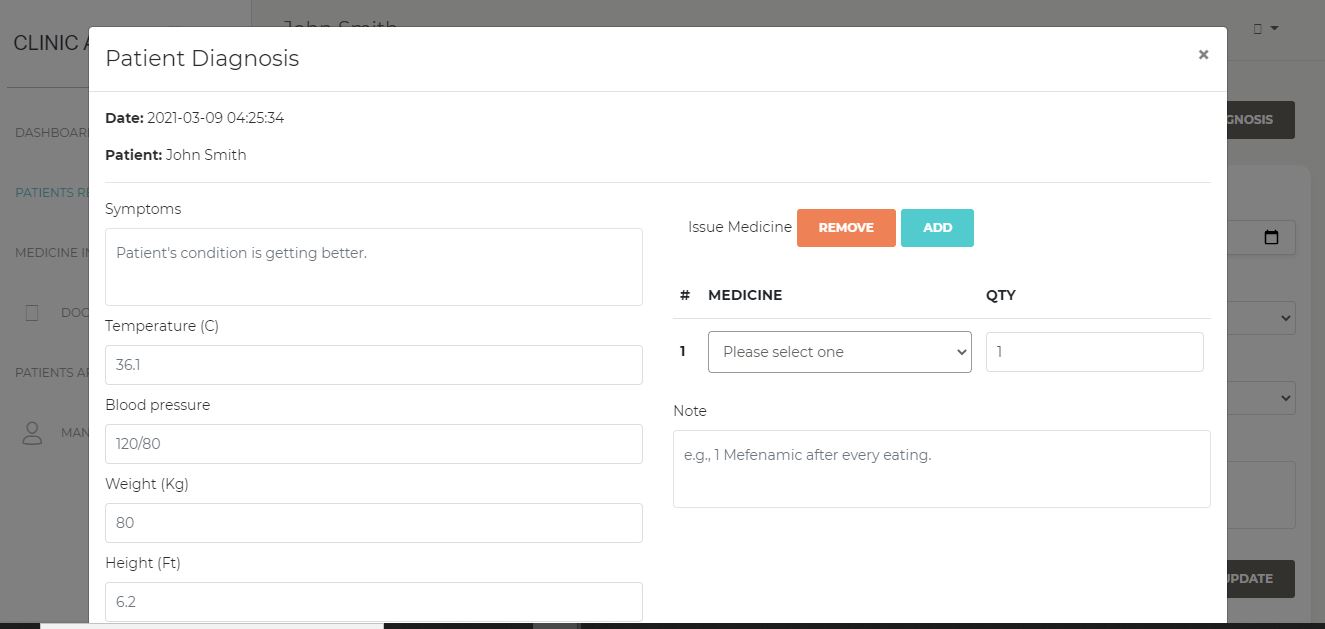 John Smith
CLINIC A
Patient Diagnosis
×
Date: 2021-03-09 04:25:34
Patient: John Smith
DASHBOAR
GNOSIS
PATIENTS RE
MEDICINE IN
DOC
PATIENTS AP
MAN
Symptoms
Patient's condition is getting better.
Temperature (C)
36.1
Blood pressure
120/80
Weight (Kg)
80
Height (Ft)
6.2
Issue Medicine REMOVE ADD
# MEDICINE QTY
1 Please select one 1
Note
e.g., 1 Mefenamic after every eating.
UPDATE